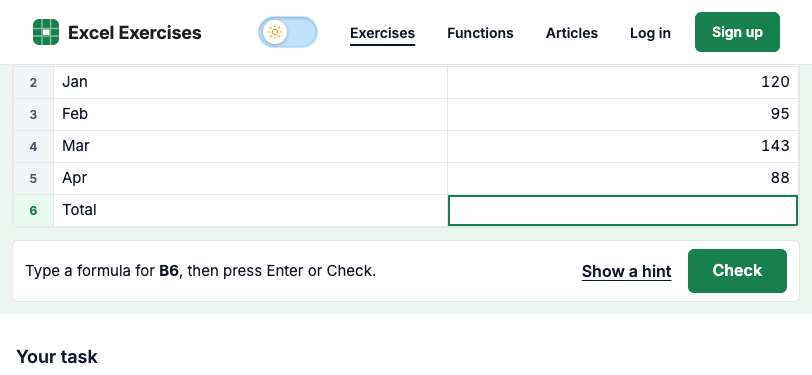 Excel Exercises
Exercises Functions Articles Log in Sign up
2 Jan 120
3 Feb 95
4 Mar 143
5 Apr 88
6 Total
Type a formula for B6, then press Enter or Check. Show a hint Check
Your task